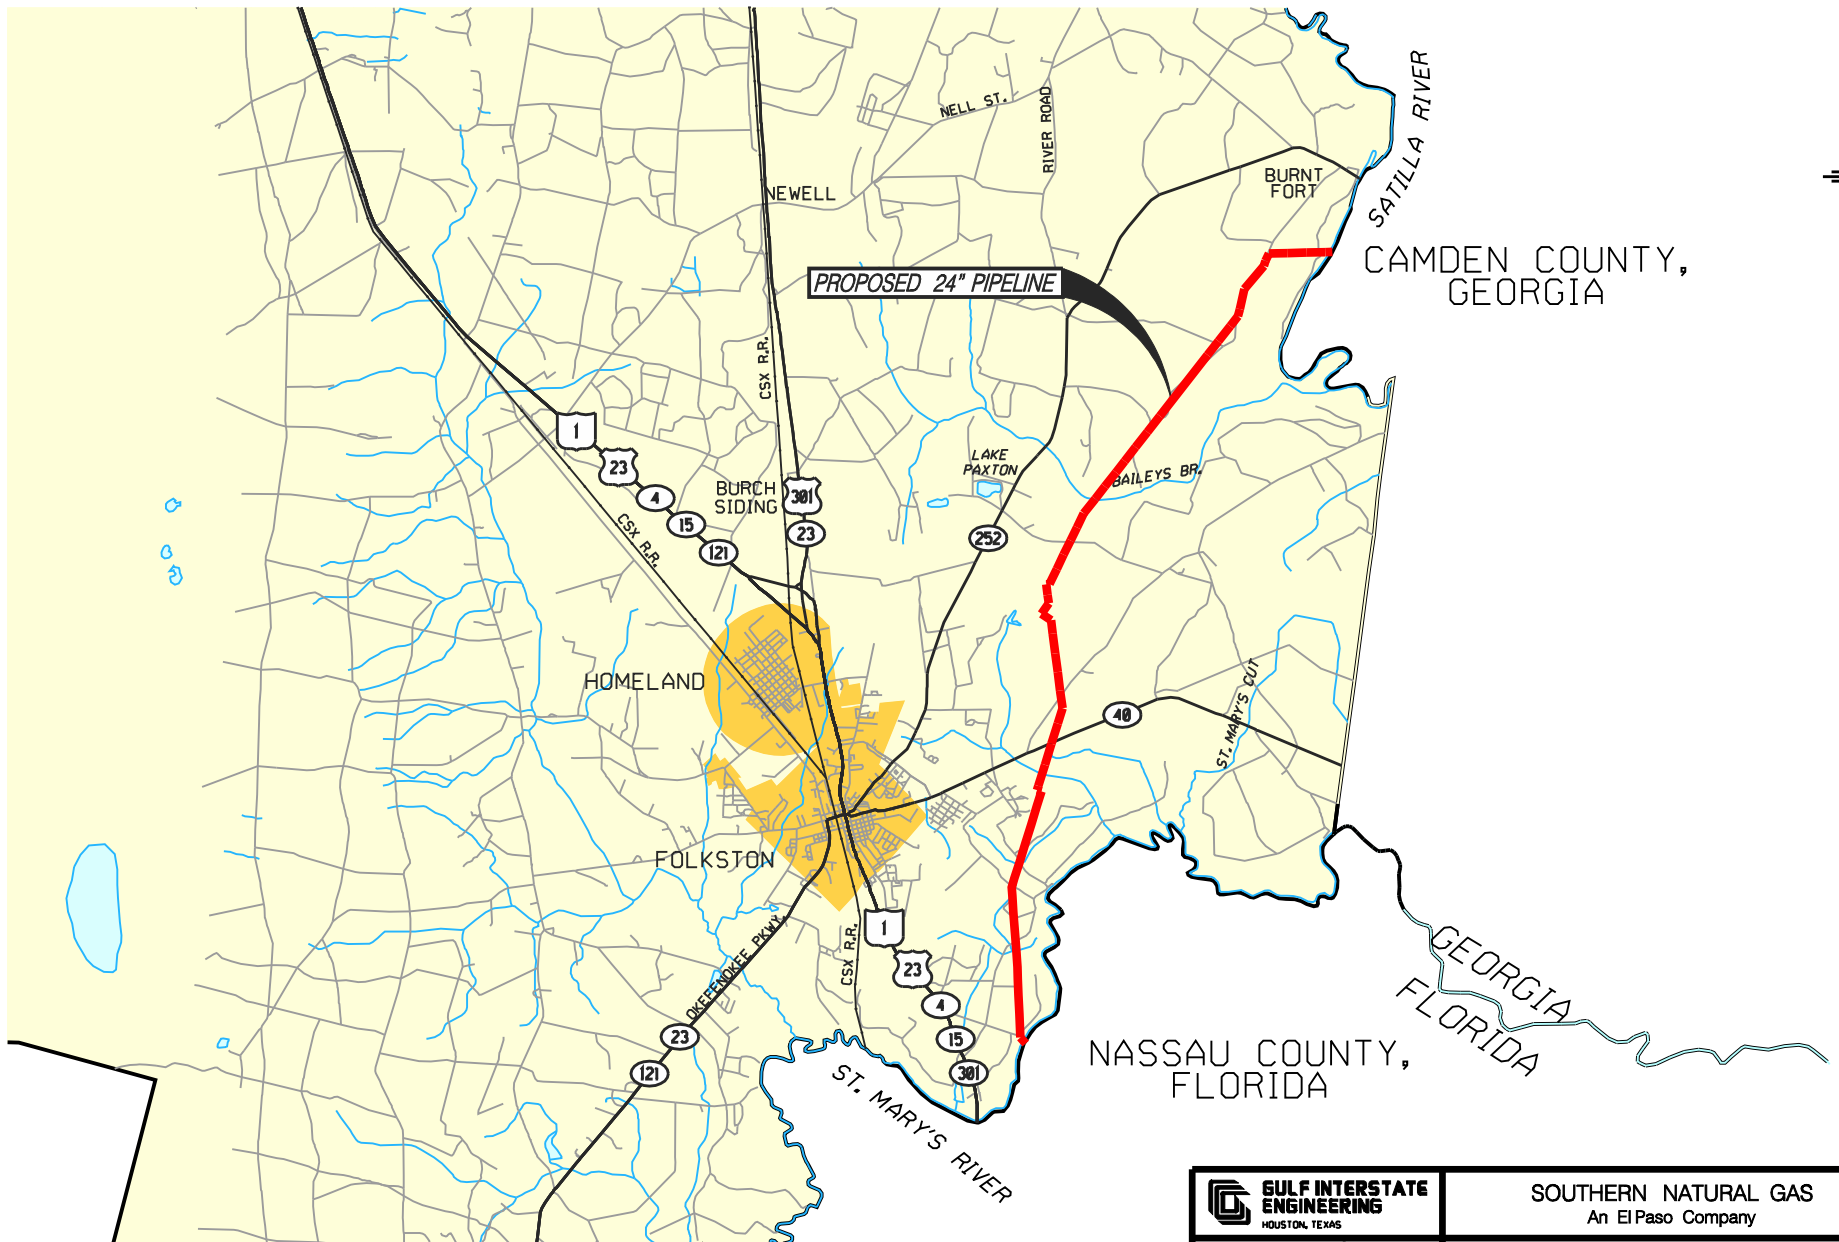 SATILLA RIVER
NELL ST.
RIVER ROAD
BURNT
FORT
NEWELL
CAMDEN COUNTY,
GEORGIA
PROPOSED 24" PIPELINE
CSX R.R.
1
23
4
15
121
BURCH
SIDING
301
23
LAKE
PAXTON
BAILEYS BR.
252
CSX R.R.
HOMELAND
40
ST. MARY'S CUT
FOLKSTON
OKEFENOKEE PKWY.
CSX R.R.
1
23
4
15
301
23
121
GEORGIA
FLORIDA
NASSAU COUNTY,
FLORIDA
ST. MARY'S RIVER
GULF INTERSTATE
ENGINEERING
HOUSTON, TEXAS
SOUTHERN NATURAL GAS
An El Paso Company